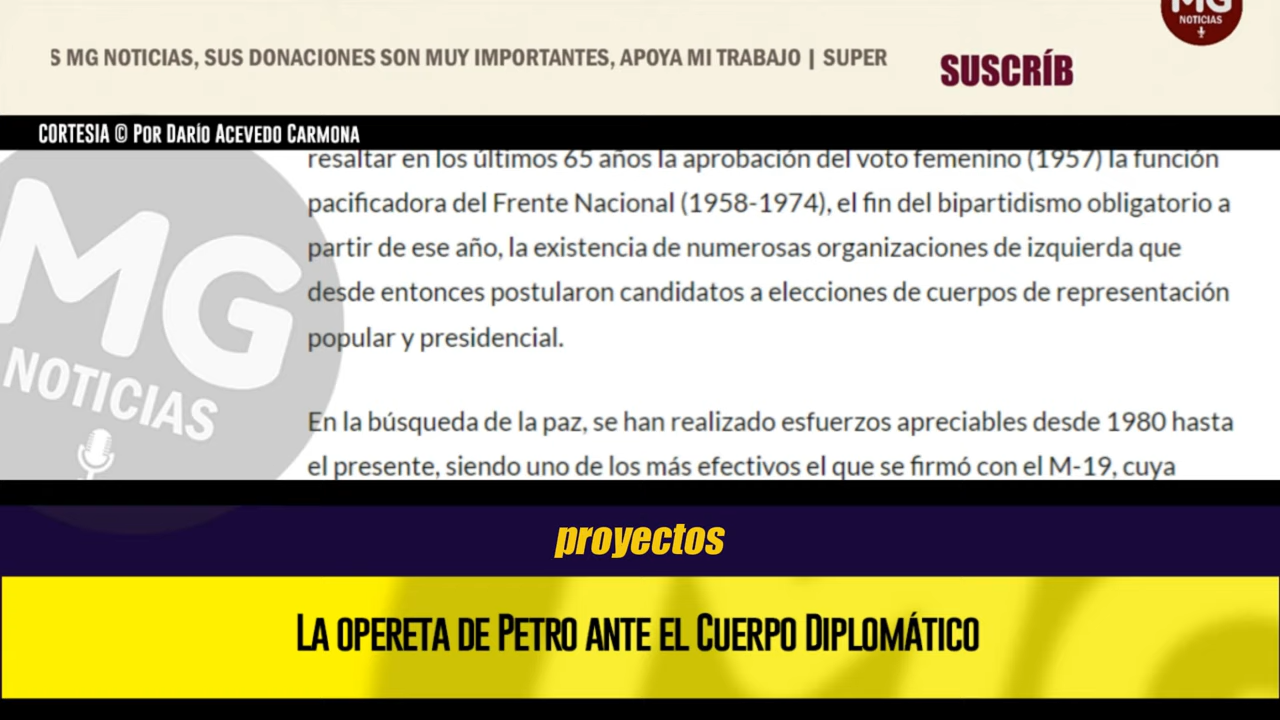 MG
NOTICIAS
S MG NOTICIAS, SUS DONACIONES SON MUY IMPORTANTES, APOYA MI TRABAJO | SUPER
SUSCRÍB
CORTESIA © POR DARÍO ACEVEDO CARMONA
resaltar en los últimos 65 años la aprobación del voto femenino (1957) la función
pacificadora del Frente Nacional (1958-1974), el fin del bipartidismo obligatorio a
partir de ese año, la existencia de numerosas organizaciones de izquierda que
desde entonces postularon candidatos a elecciones de cuerpos de representación
popular y presidencial.
En la búsqueda de la paz, se han realizado esfuerzos apreciables desde 1980 hasta
el presente, siendo uno de los más efectivos el que se firmó con el M-19, cuya
MG
NOTICIAS
proyectos
LA OPERETA DE PETRO ANTE EL CUERPO DIPLOMÁTICO